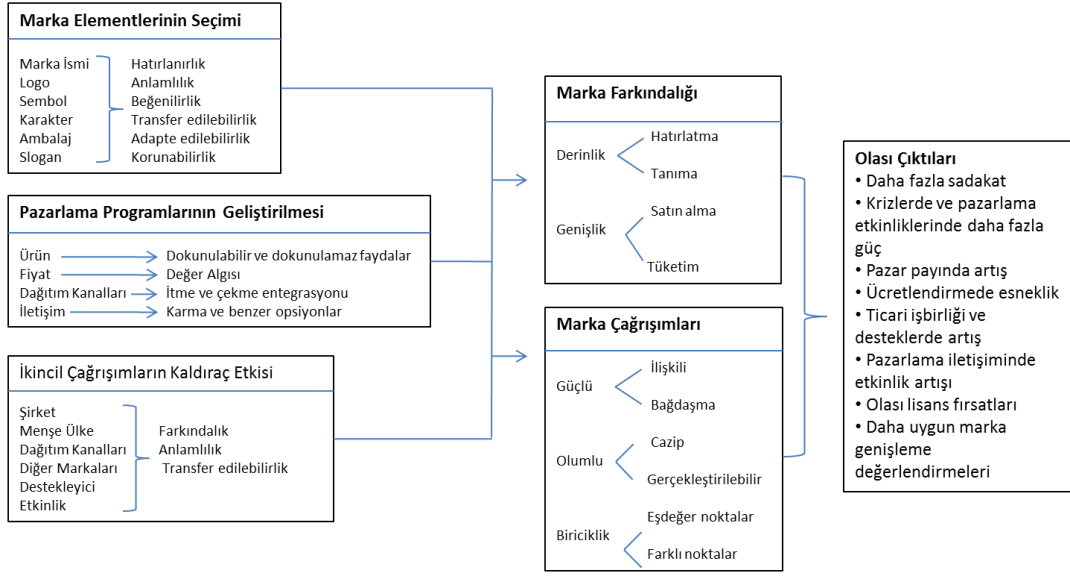 Marka Elementlerinin Seçimi
Marka İsmi Hatırlanırlık
Logo Anlamlılık
Sembol Beğenilirlik
Karakter Transfer edilebilirlik
Ambalaj Adapte edilebilirlik
Slogan Korunabilirlik
Pazarlama Programlarının Geliştirilmesi
Ürün Dokunulabilir ve dokunulamaz faydalar
Fiyat Değer Algısı
Dağıtım Kanalları İtme ve çekme entegrasyonu
İletişim Karma ve benzer opsiyonlar
İkincil Çağrışımların Kaldıraç Etkisi
Şirket
Menşe Ülke Farkındalık
Dağıtım Kanalları Anlamlılık
Diğer Markaları Transfer edilebilirlik
Destekleyici
Etkinlik
Marka Farkındalığı
Hatırlatma
Derinlik
Tanıma
Satın alma
Genişlik
Tüketim
Marka Çağrışımları
İlişkili
Güçlü
Bağdaşma
Cazip
Olumlu
Gerçekleştirilebilir
Eşdeğer noktalar
Biriciklik
Farklı noktalar
Olası Çıktıları
• Daha fazla sadakat
• Krizlerde ve pazarlama
etkinliklerinde daha fazla
güç
• Pazar payında artış
• Ücretlendirmede esneklik
• Ticari işbirliği ve
desteklerde artış
• Pazarlama iletişiminde
etkinlik artışı
• Olası lisans fırsatları
• Daha uygun marka
genişleme
değerlendirmeleri